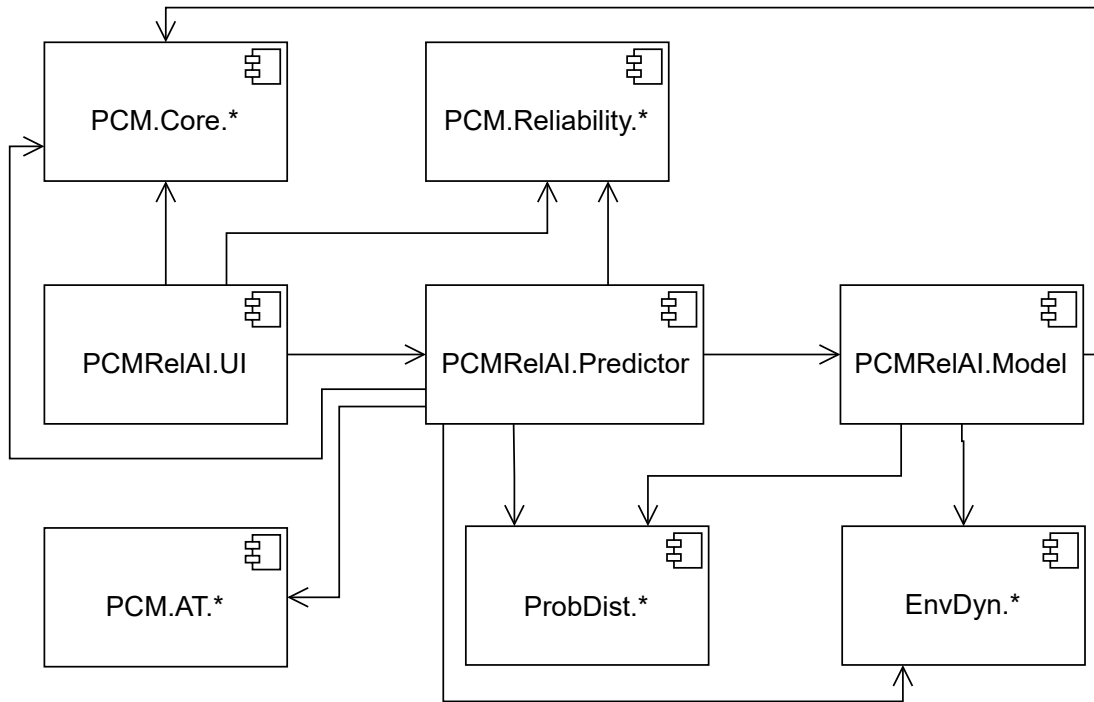 PCM.Core.*
PCM.Reliability.*
PCMRelAI.UI
PCMRelAI.Predictor
PCMRelAI.Model
PCM.AT.*
ProbDist.*
EnvDyn.*